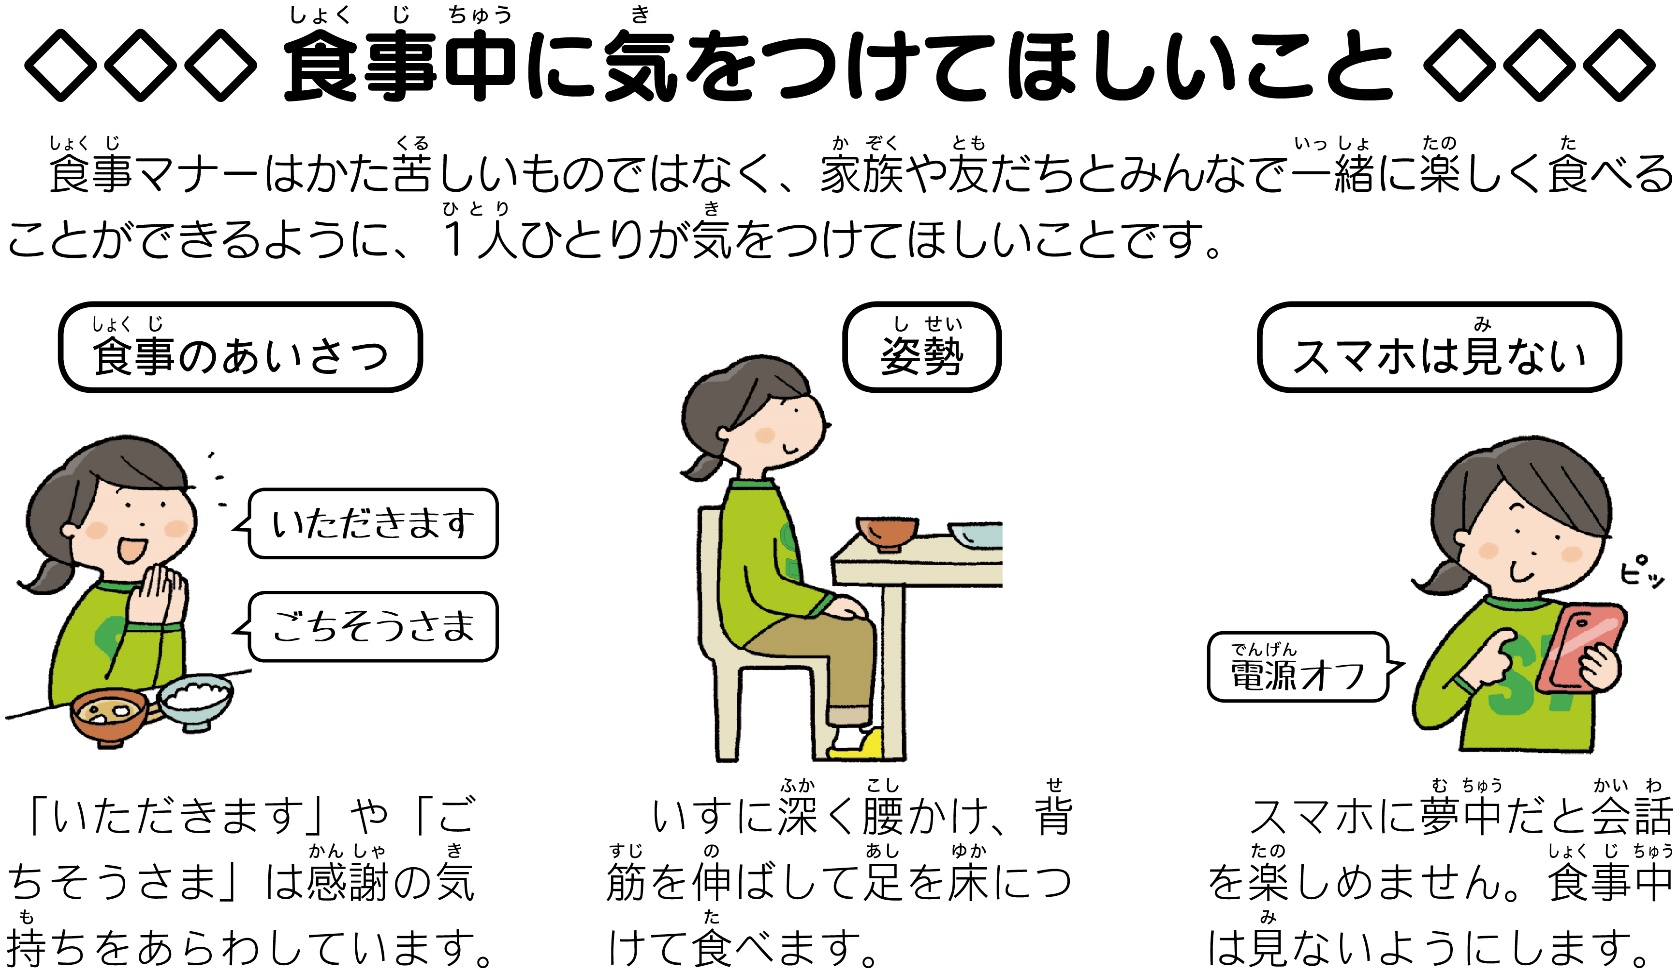 ◇◇◇ 食事中に気をつけてほしいこと ◇◇◇
食事マナーはかた苦しいものではなく、家族や友だちとみんなで一緒に楽しく食べる
ことができるように、1人ひとりが気をつけてほしいことです。
食事のあいさつ
いただきます
ごちそうさま
「いただきます」や「ご
ちそうさま」は感謝の気
持ちをあらわしています。
姿勢
いすに深く腰かけ、背
筋を伸ばして足を床につ
けて食べます。
スマホは見ない
ピッ
電源オフ
スマホに夢中だと会話
を楽しめません。食事中
は見ないようにします。